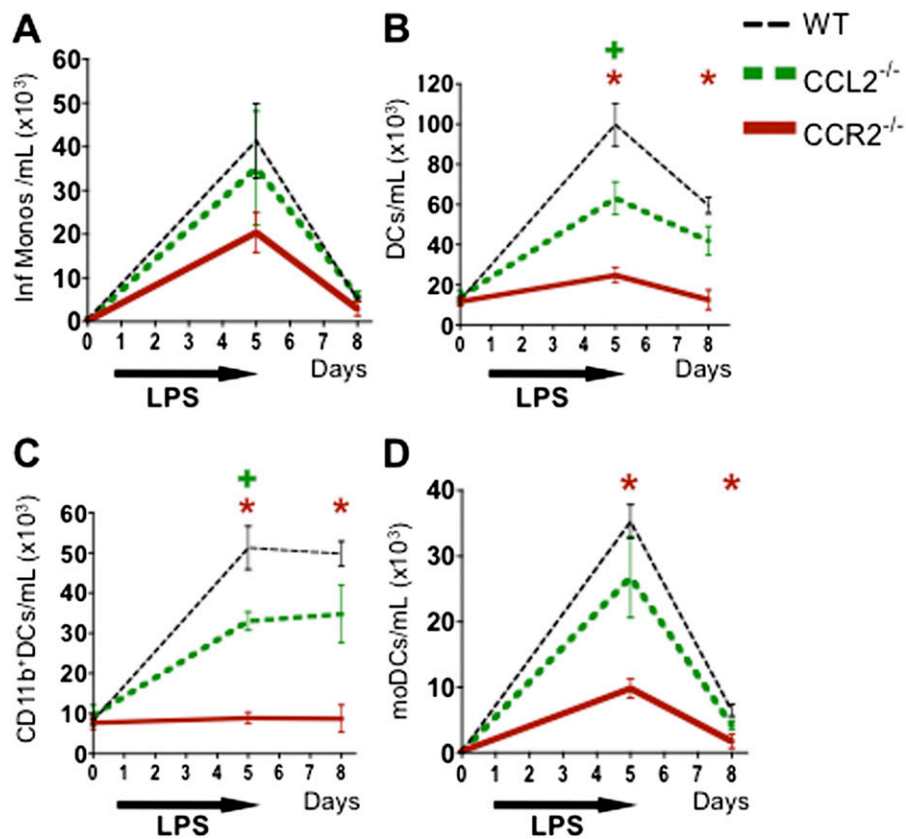 A
Inf Monos /mL (x10³)
60
50
40
30
20
10
0
0 1 2 3 4 5 6 7 8
Days
LPS
B
+
* *
DCs/mL (x10³)
120
100
80
60
40
20
0
0 1 2 3 4 5 6 7 8
Days
LPS
WT
CCL2⁻/⁻
CCR2⁻/⁻
C
+
* *
CD11b⁺DCs/mL (x10³)
60
50
40
30
20
10
0
0 1 2 3 4 5 6 7 8
Days
LPS
D
* *
moDCs/mL (x10³)
40
30
20
10
0
0 1 2 3 4 5 6 7 8
Days
LPS